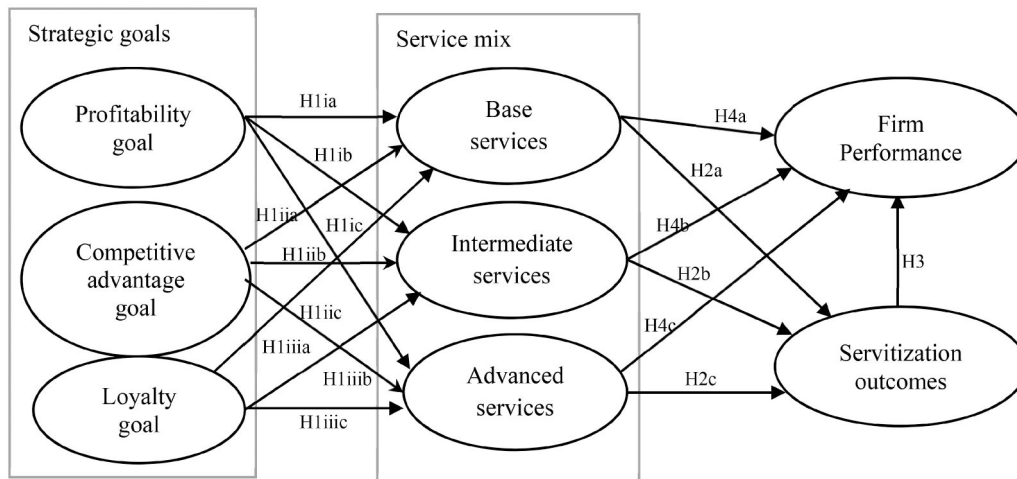 Strategic goals
Profitability
goal
Competitive
advantage
goal
Loyalty
goal
H1ia
H1ib
H1ic
H1iia
H1iib
H1iic
H1iiia
H1iiib
H1iiic
Service mix
Base
services
Intermediate
services
Advanced
services
H4a
H2a
H4b
H2b
H4c
H2c
H3
Firm
Performance
Servitization
outcomes